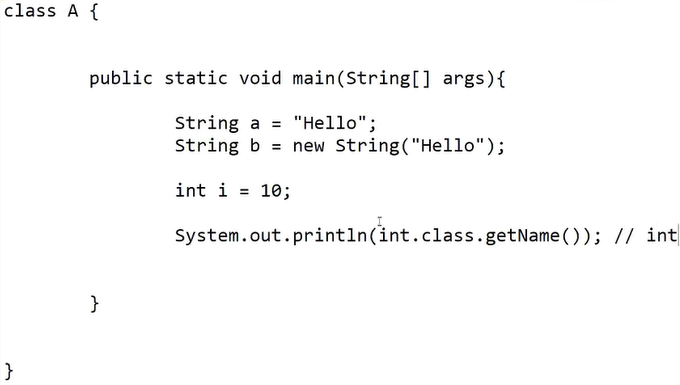 class A {
public static void main(String[] args){
String a = "Hello";
String b = new String("Hello");
int i = 10;
System.out.println(int.class.getName()); // int
}
}